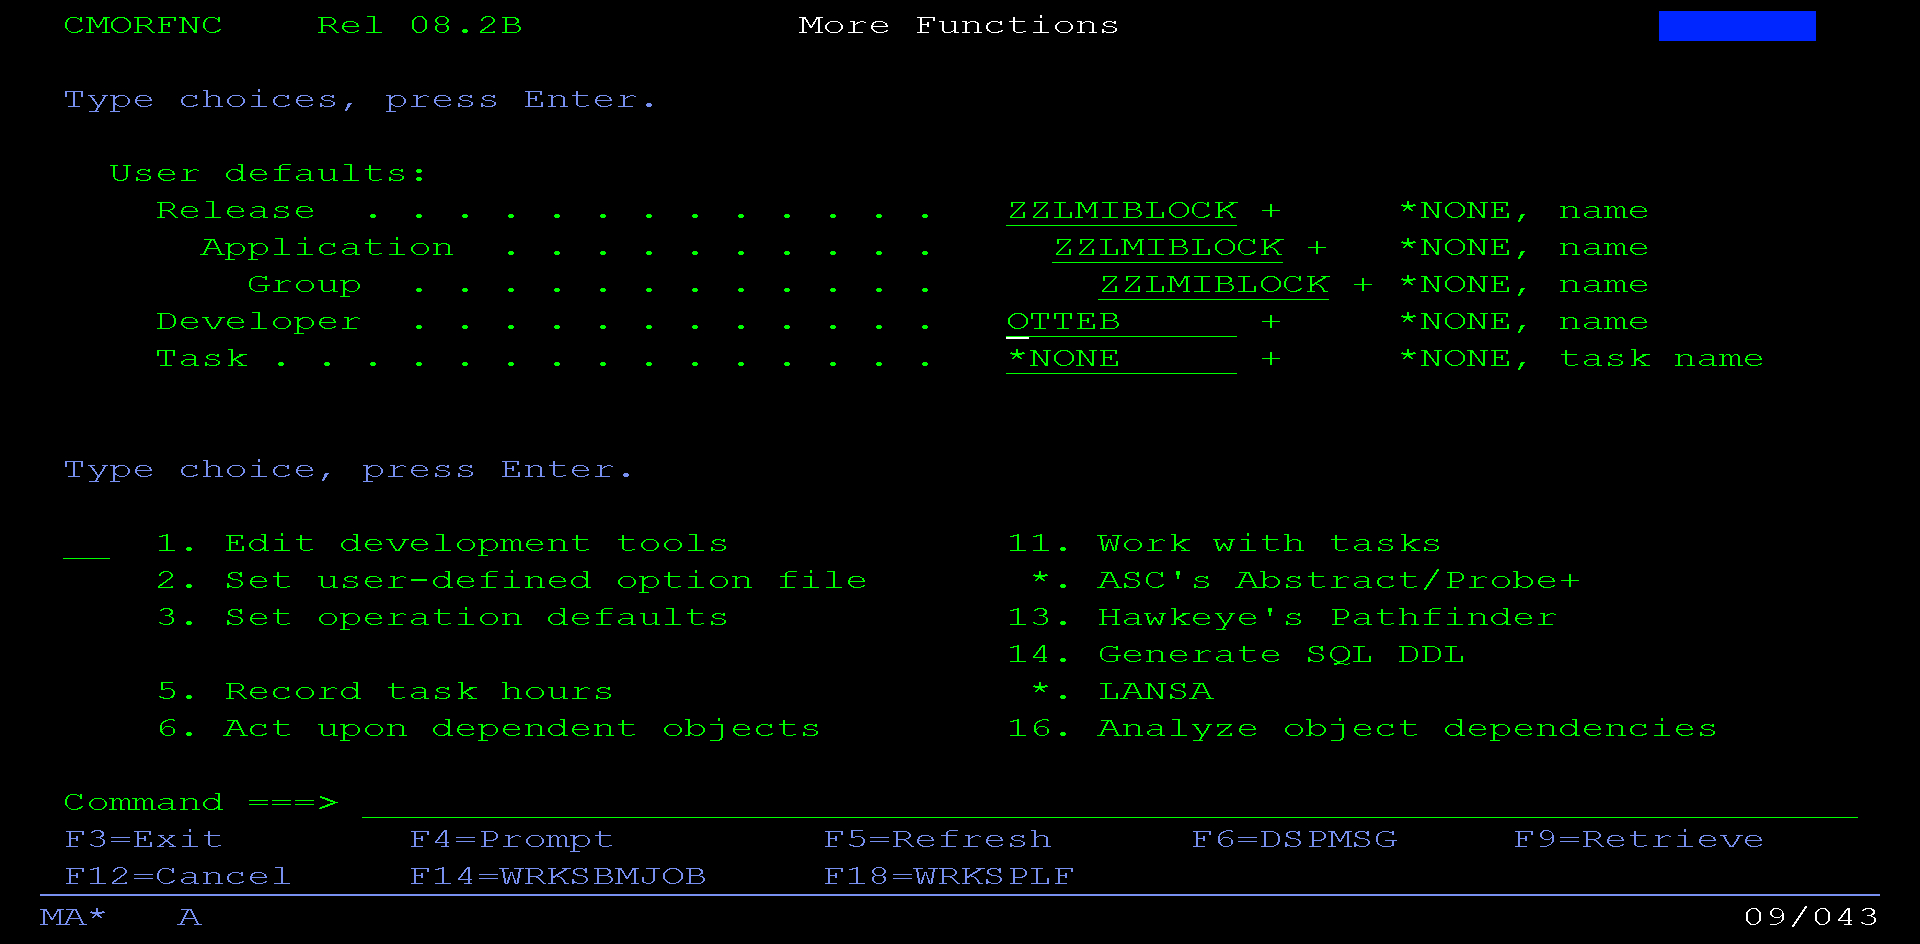 CMORFNC    Rel 08.2B            More Functions
Type choices, press Enter.
User defaults:
Release  . . . . . . . . . . . . .   ZZLMIBLOCK +     *NONE, name
Application  . . . . . . . . . .     ZZLMIBLOCK +   *NONE, name
Group  . . . . . . . . . . . .       ZZLMIBLOCK + *NONE, name
Developer  . . . . . . . . . . . .   OTTEB      +     *NONE, name
Task . . . . . . . . . . . . . . .   *NONE      +     *NONE, task name
Type choice, press Enter.
__  1. Edit development tools            11. Work with tasks
2. Set user-defined option file       *. ASC's Abstract/Probe+
3. Set operation defaults            13. Hawkeye's Pathfinder
14. Generate SQL DDL
5. Record task hours                  *. LANSA
6. Act upon dependent objects        16. Analyze object dependencies
Command ===>
F3=Exit        F4=Prompt         F5=Refresh      F6=DSPMSG     F9=Retrieve
F12=Cancel     F14=WRKSBMJOB     F18=WRKSPLF
MA*   A   09/043